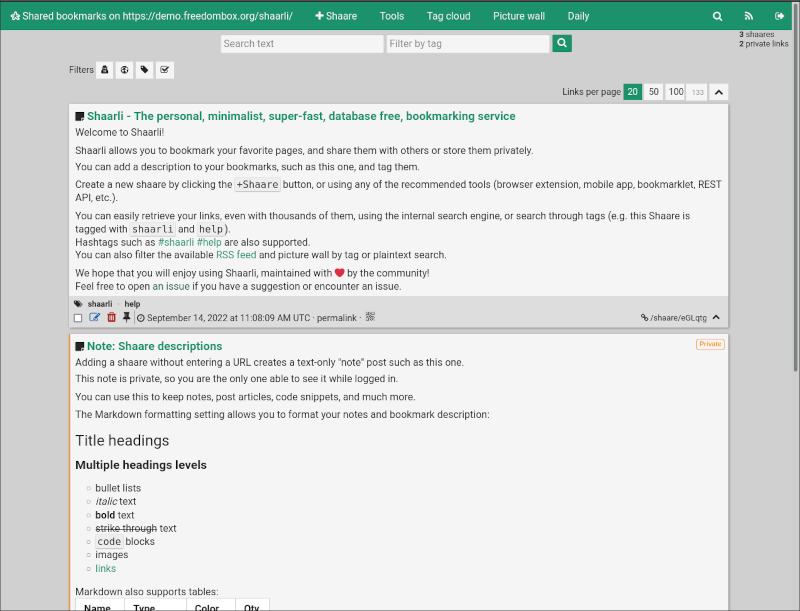 Shared bookmarks on https://demo.freedombox.org/shaarli/ Shaare Tools Tag cloud Picture wall Daily
3 shaares
2 private links
Search text Filter by tag
Filters
Links per page 20 50 100 133
Shaarli - The personal, minimalist, super-fast, database free, bookmarking service
Welcome to Shaarli!
Shaarli allows you to bookmark your favorite pages, and share them with others or store them privately.
You can add a description to your bookmarks, such as this one, and tag them.
Create a new shaare by clicking the +Shaare button, or using any of the recommended tools (browser extension, mobile app, bookmarklet, REST
API, etc.).
You can easily retrieve your links, even with thousands of them, using the internal search engine, or search through tags (e.g. this Shaare is
tagged with shaarli and help).
Hashtags such as #shaarli #help are also supported.
You can also filter the available RSS feed and picture wall by tag or plaintext search.
We hope that you will enjoy using Shaarli, maintained with ❤ by the community!
Feel free to open an issue if you have a suggestion or encounter an issue.
shaarli · help
September 14, 2022 at 11:08:09 AM UTC · permalink · /shaare/eGLqtg
Note: Shaare descriptions Private
Adding a shaare without entering a URL creates a text-only "note" post such as this one.
This note is private, so you are the only one able to see it while logged in.
You can use this to keep notes, post articles, code snippets, and much more.
The Markdown formatting setting allows you to format your notes and bookmark description:
Title headings
Multiple headings levels
bullet lists
italic text
bold text
strike through text
code blocks
images
links
Markdown also supports tables:
Name Type Color Qty